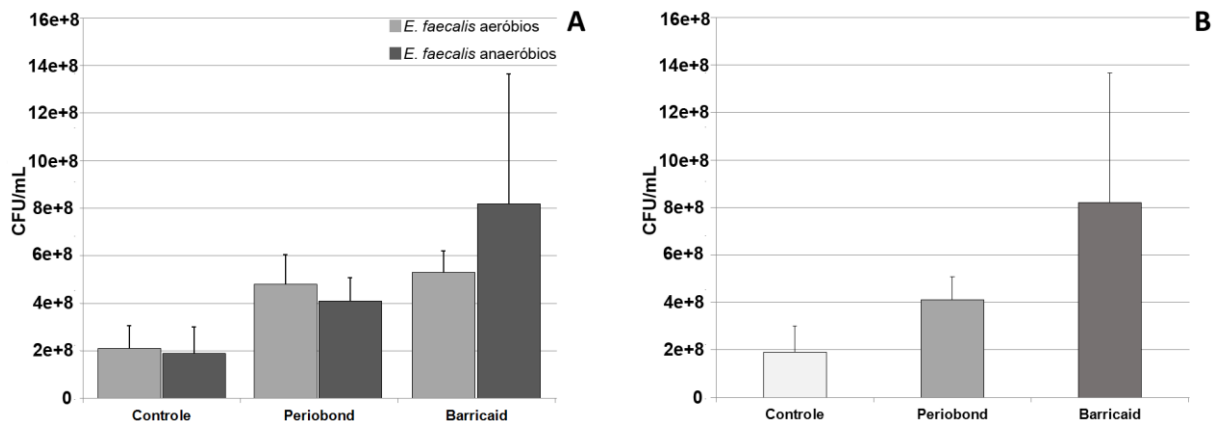 A
E. faecalis aeróbios
E. faecalis anaeróbios
CFU/mL
16e+8
14e+8
12e+8
10e+8
8e+8
6e+8
4e+8
2e+8
0
Controle Periobond Barricaid
B
CFU/mL
16e+8
14e+8
12e+8
10e+8
8e+8
6e+8
4e+8
2e+8
0
Controle Periobond Barricaid